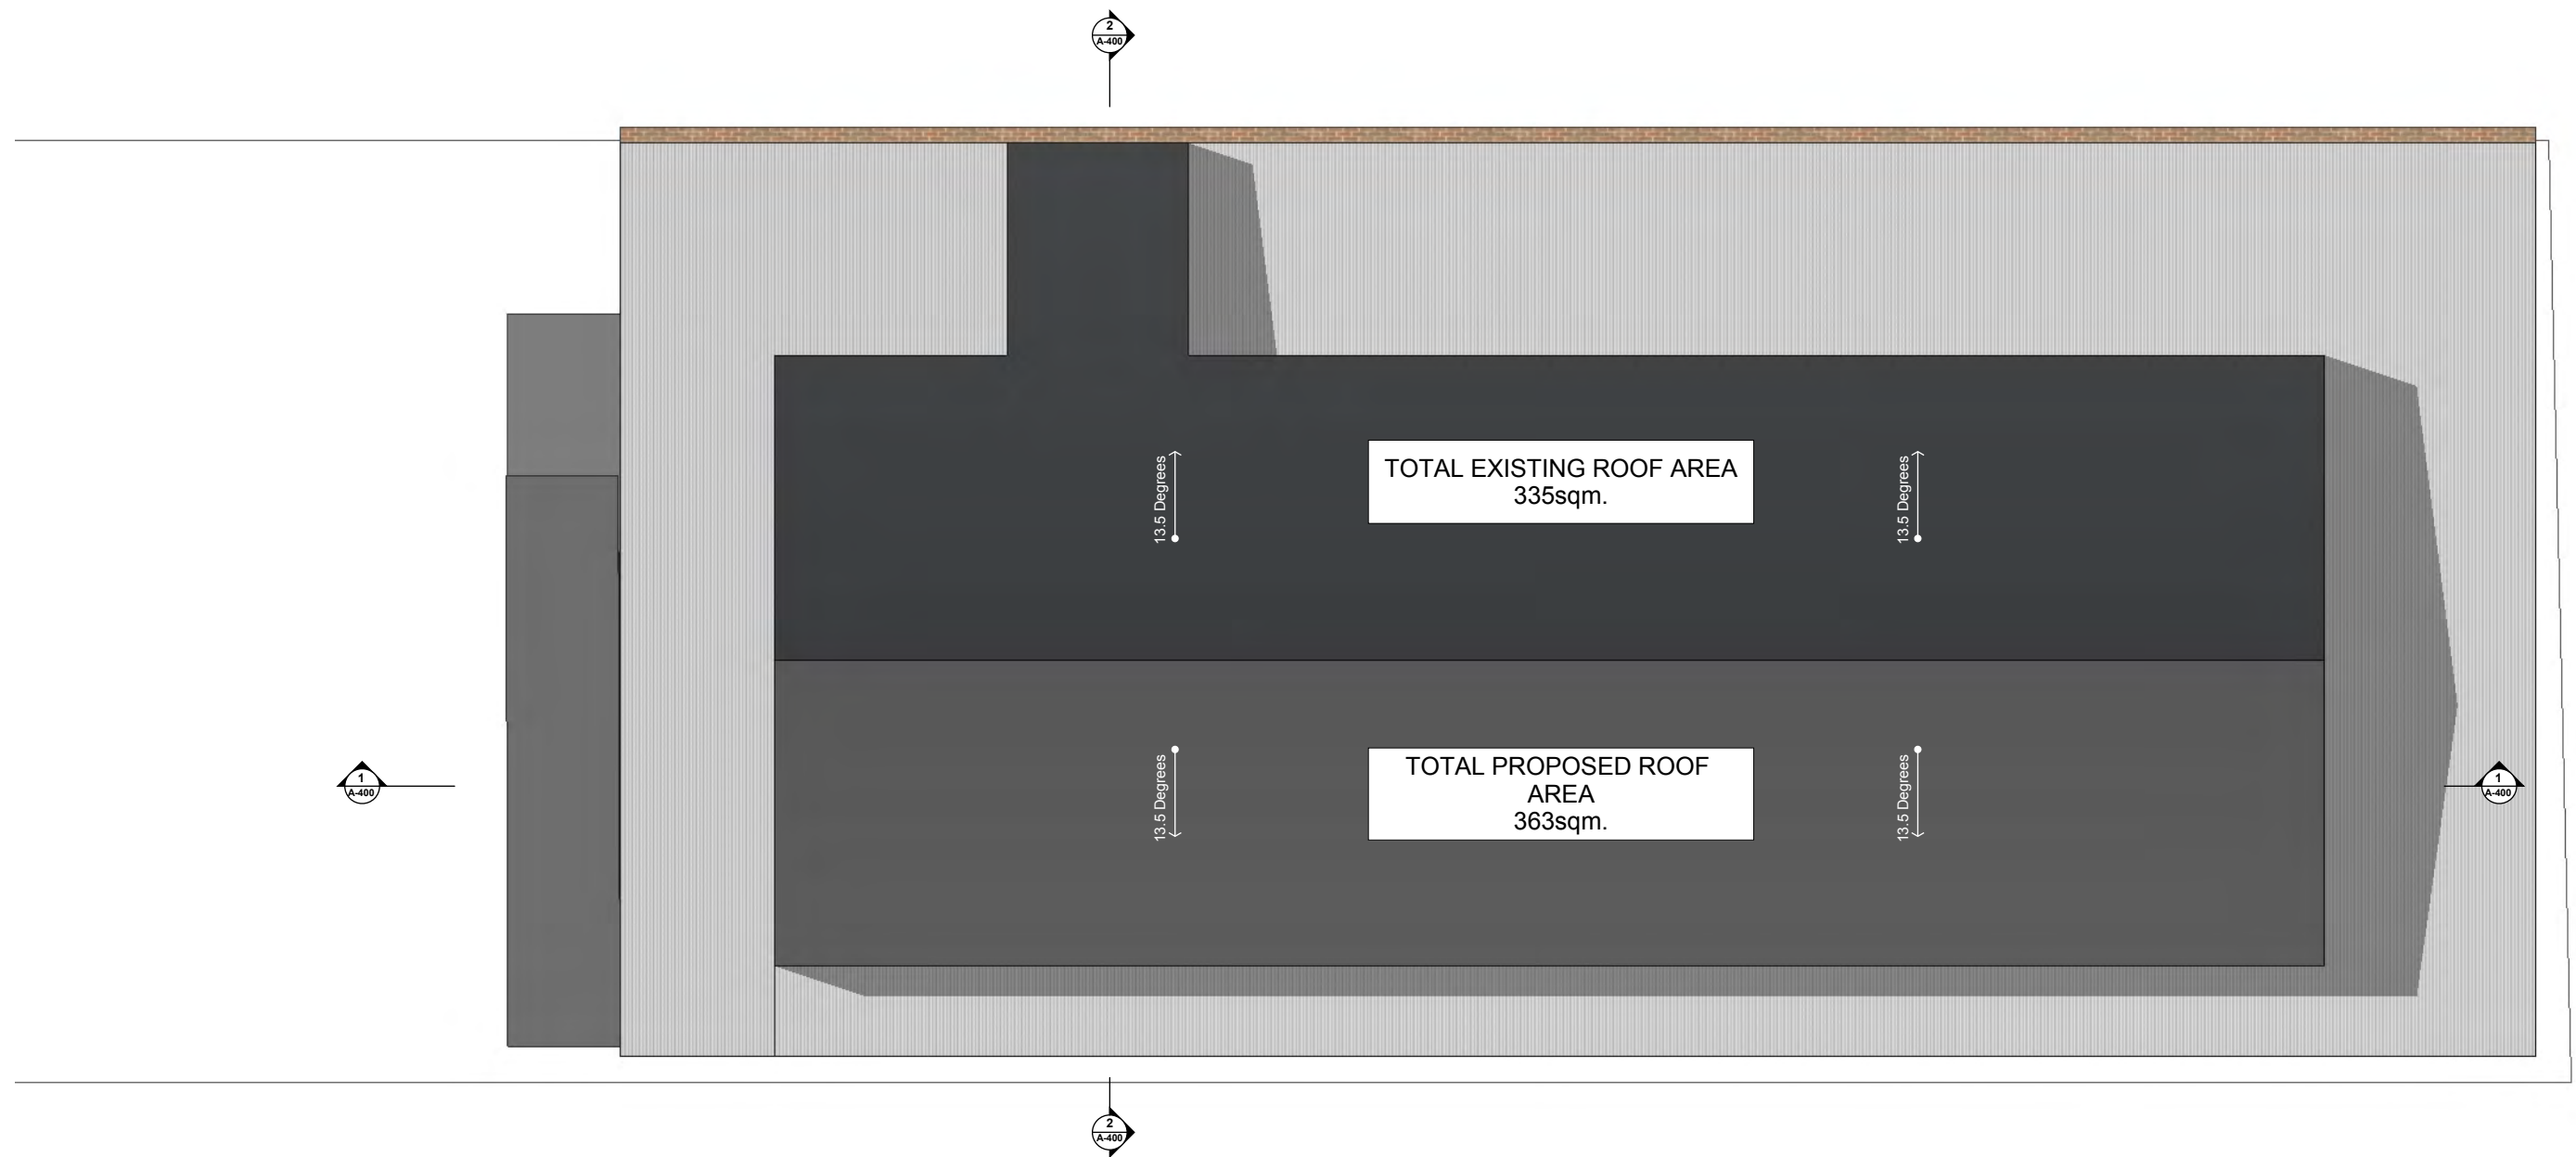 2
A-400
TOTAL EXISTING ROOF AREA
335sqm.
13.5 Degrees
13.5 Degrees
TOTAL PROPOSED ROOF
AREA
363sqm.
13.5 Degrees
13.5 Degrees
1
A-400
1
A-400
2
A-400